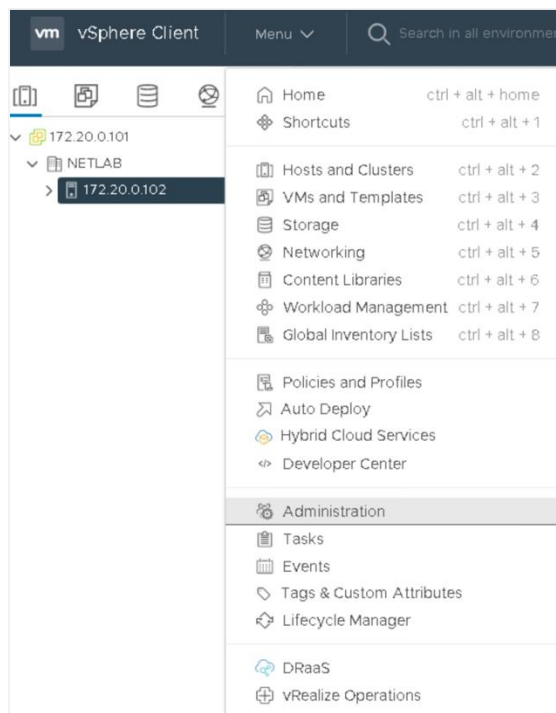 vm vSphere Client Menu Search in all environmen
172.20.0.101
NETLAB
172.20.0.102
Home ctrl + alt + home
Shortcuts ctrl + alt + 1
Hosts and Clusters ctrl + alt + 2
VMs and Templates ctrl + alt + 3
Storage ctrl + alt + 4
Networking ctrl + alt + 5
Content Libraries ctrl + alt + 6
Workload Management ctrl + alt + 7
Global Inventory Lists ctrl + alt + 8
Policies and Profiles
Auto Deploy
Hybrid Cloud Services
Developer Center
Administration
Tasks
Events
Tags & Custom Attributes
Lifecycle Manager
DRaaS
vRealize Operations